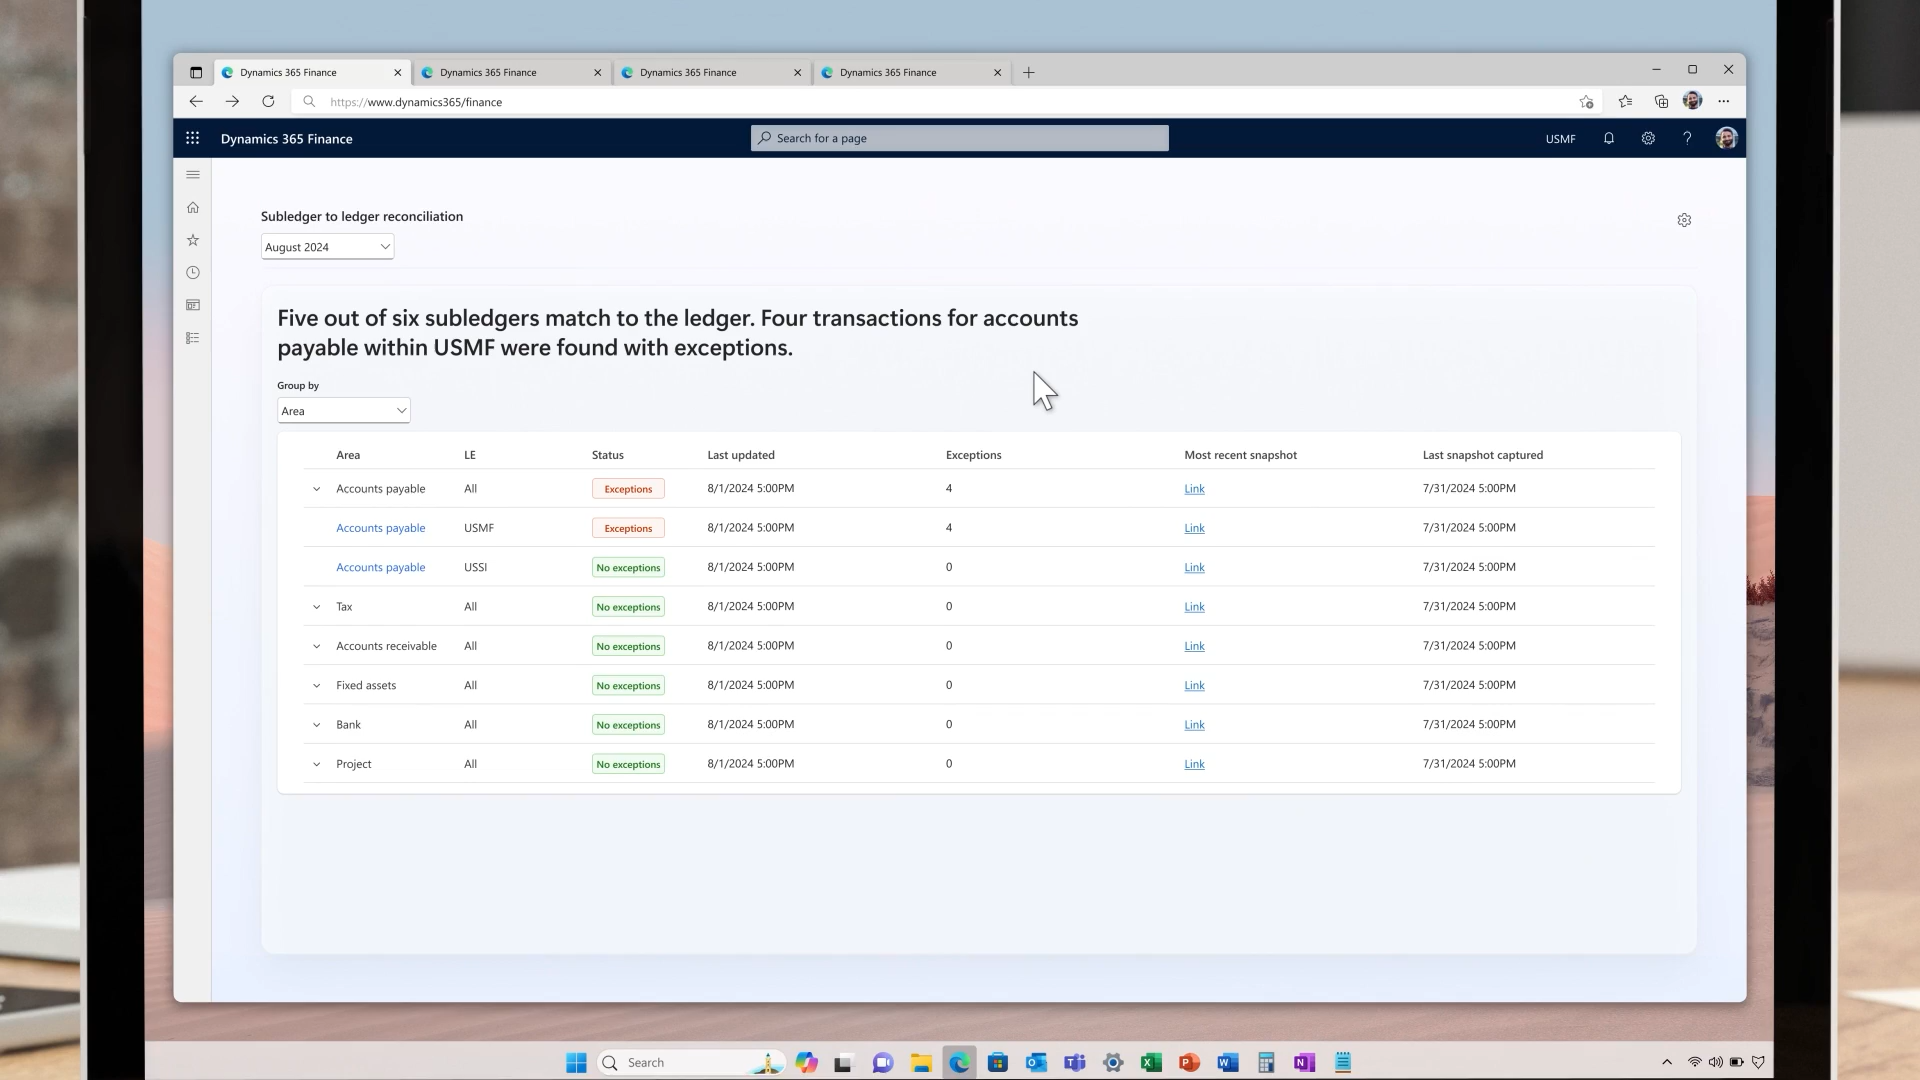 Dynamics 365 Finance
Dynamics 365 Finance
Dynamics 365 Finance
Dynamics 365 Finance
https://www.dynamics365/finance
Dynamics 365 Finance
Search for a page
USMF
Subledger to ledger reconciliation
August 2024
Five out of six subledgers match to the ledger. Four transactions for accounts
payable within USMF were found with exceptions.
Group by
Area
Area LE Status Last updated Exceptions Most recent snapshot Last snapshot captured
Accounts payable All Exceptions 8/1/2024 5:00PM 4 Link 7/31/2024 5:00PM
Accounts payable USMF Exceptions 8/1/2024 5:00PM 4 Link 7/31/2024 5:00PM
Accounts payable USSI No exceptions 8/1/2024 5:00PM 0 Link 7/31/2024 5:00PM
Tax All No exceptions 8/1/2024 5:00PM 0 Link 7/31/2024 5:00PM
Accounts receivable All No exceptions 8/1/2024 5:00PM 0 Link 7/31/2024 5:00PM
Fixed assets All No exceptions 8/1/2024 5:00PM 0 Link 7/31/2024 5:00PM
Bank All No exceptions 8/1/2024 5:00PM 0 Link 7/31/2024 5:00PM
Project All No exceptions 8/1/2024 5:00PM 0 Link 7/31/2024 5:00PM
Search